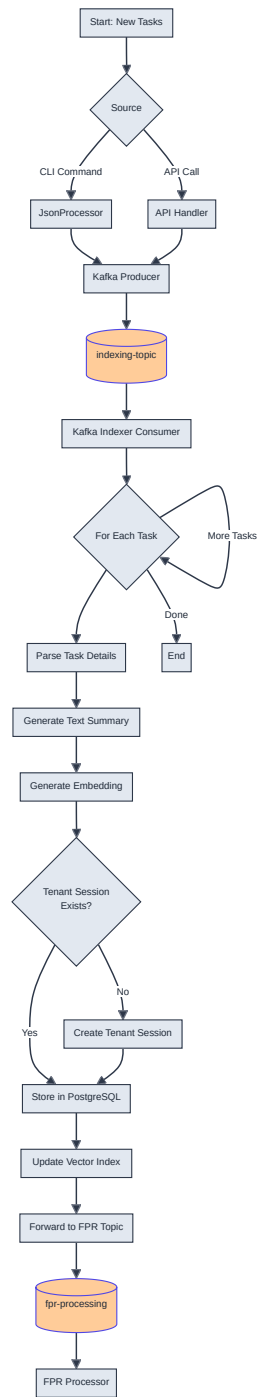 Start: New Tasks
Source
CLI Command
API Call
JsonProcessor
API Handler
Kafka Producer
indexing-topic
Kafka Indexer Consumer
For Each Task
More Tasks
Done
Parse Task Details
End
Generate Text Summary
Generate Embedding
Tenant Session
Exists?
No
Yes
Create Tenant Session
Store in PostgreSQL
Update Vector Index
Forward to FPR Topic
fpr-processing
FPR Processor